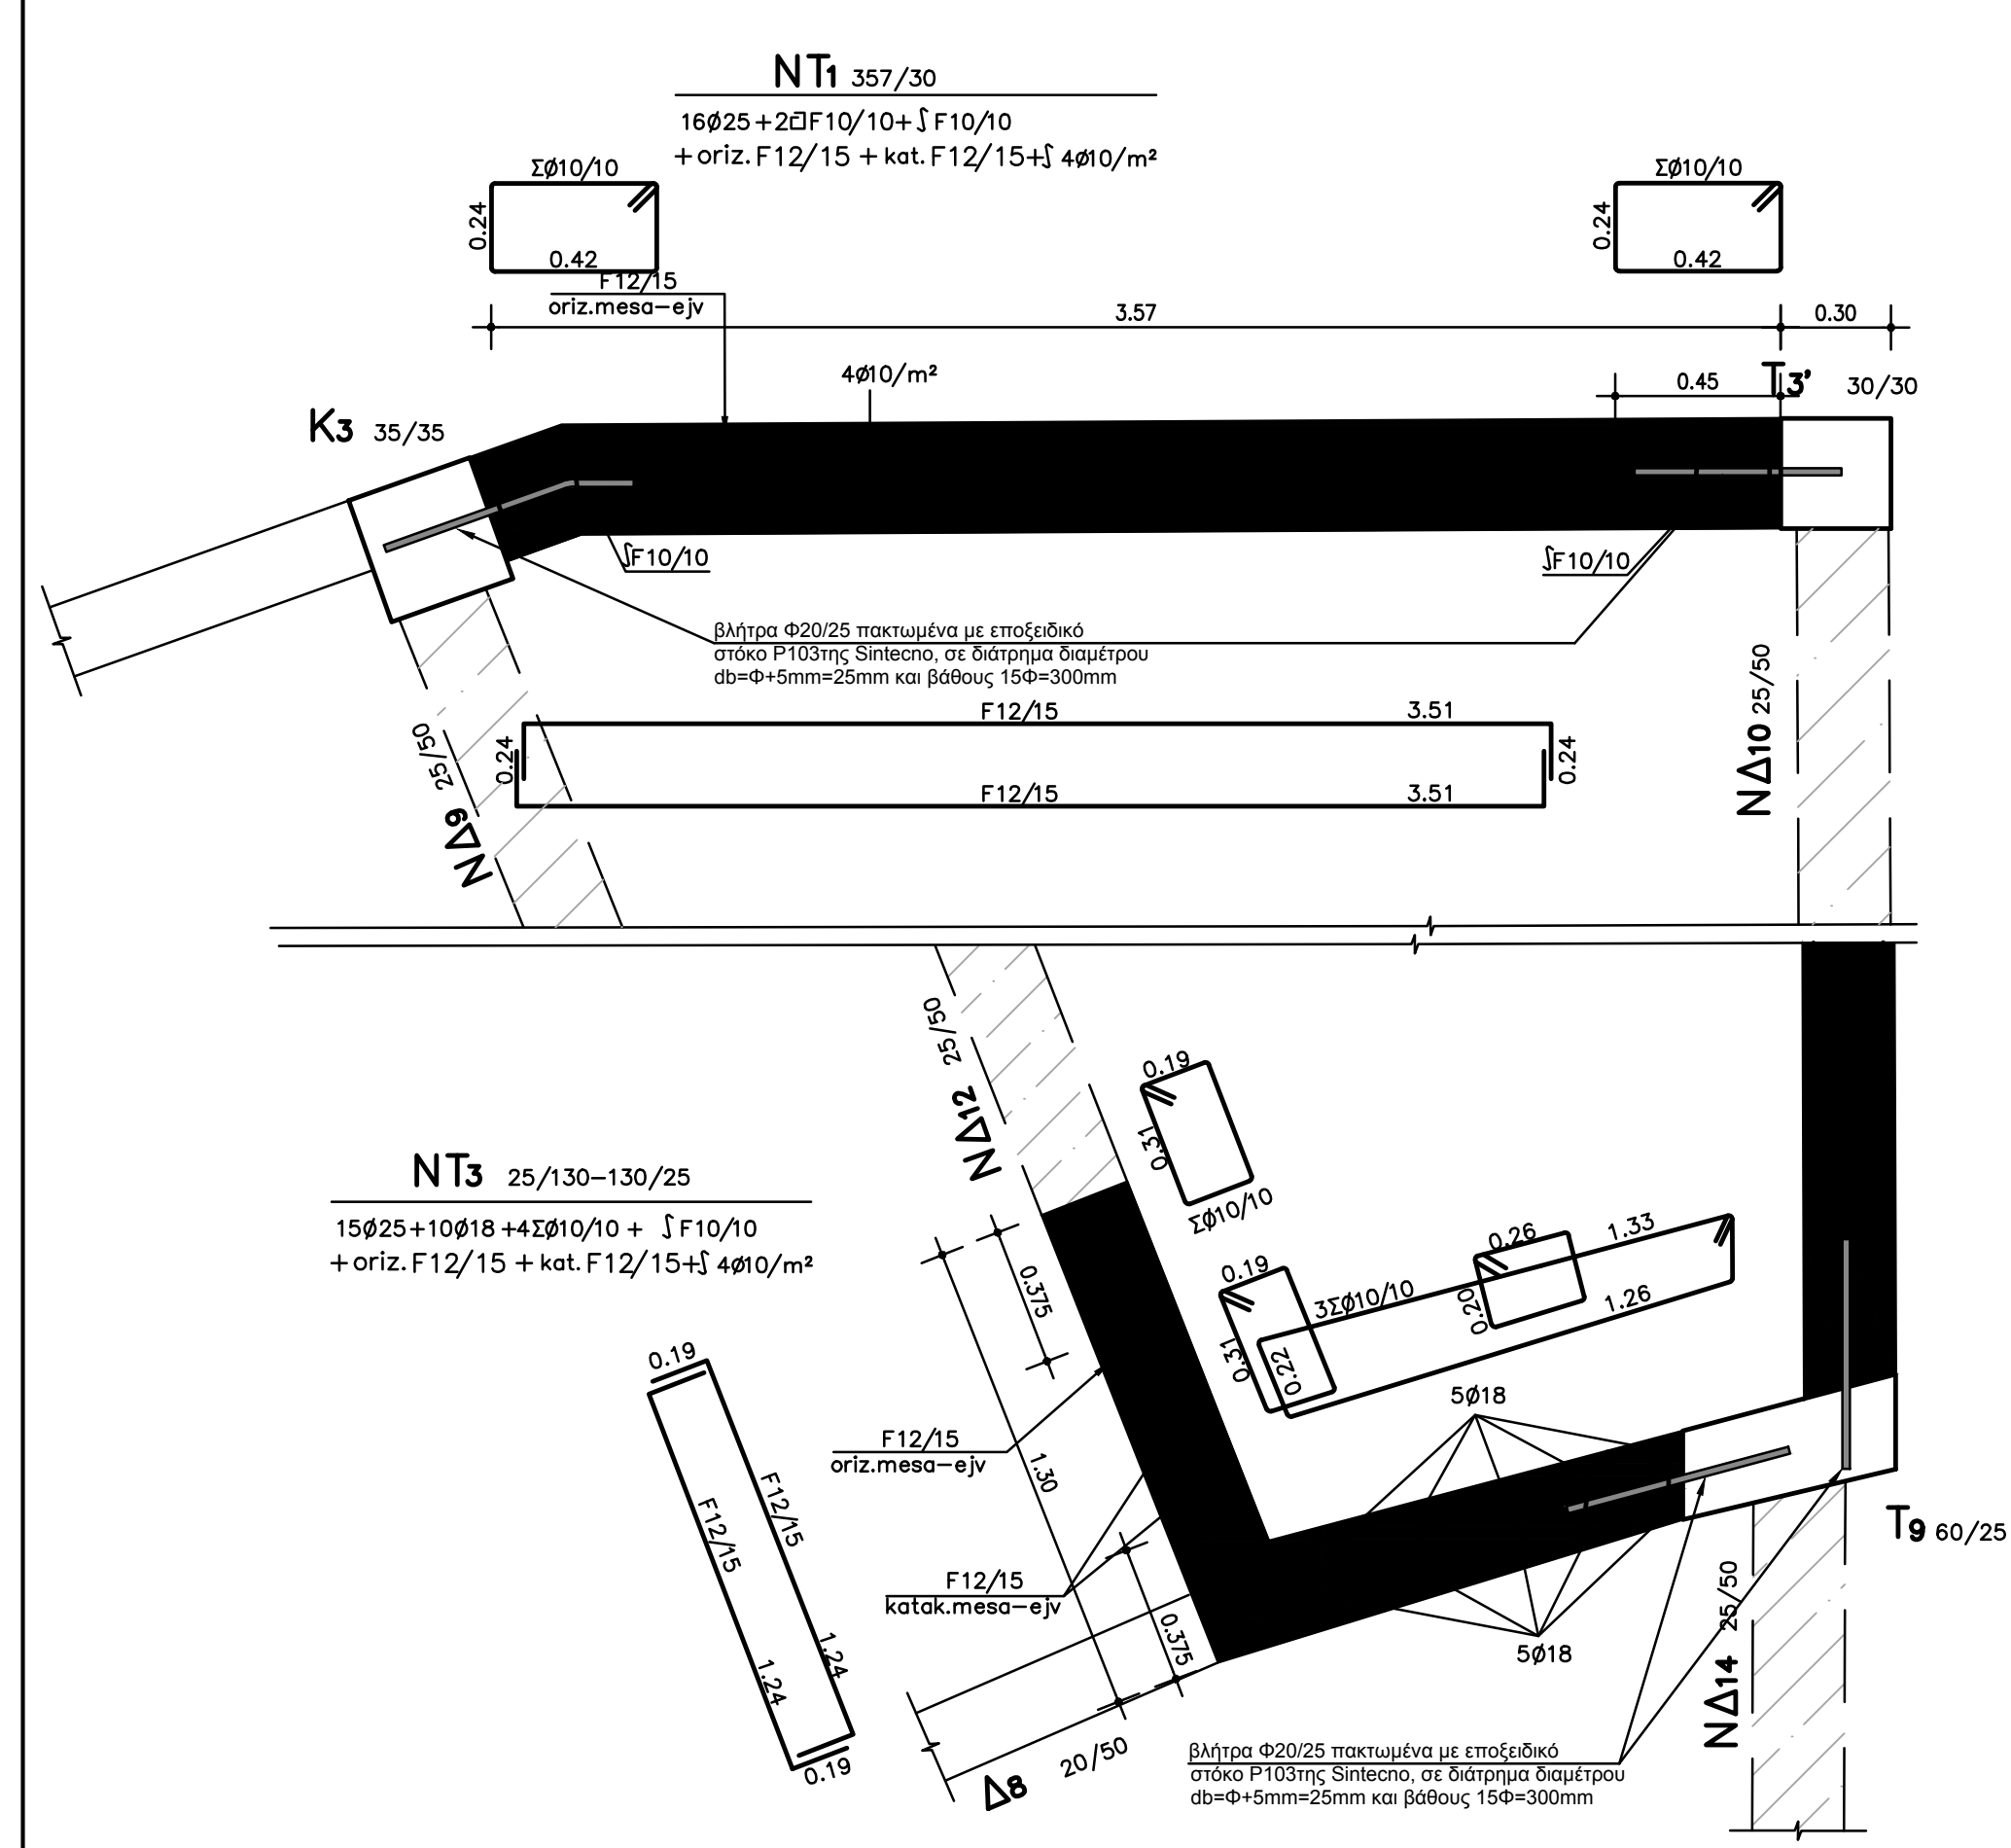 NT1 357/30
16Ø25+2F10/10+∫F10/10
+oriz.F12/15+kat.F12/15+∫4Ø10/m²
ΣØ10/10
0.24
0.42
ΣØ10/10
0.24
0.42
F12/15
oriz.mesa-ejv
3.57
0.30
4Ø10/m²
0.45
T3' 30/30
K3 35/35
∫F10/10
∫F10/10
βλήτρα Φ20/25 πακτωμένα με εποξειδικό
στόκο P103της Sintecno, σε διάτρημα διαμέτρου
db=Φ+5mm=25mm και βάθους 15Φ=300mm
F12/15 3.51
0.24
0.24
F12/15 3.51
NΔ9 25/50
NΔ10 25/50
NΔ12 25/50
0.19
0.31
ΣØ10/10
NT3 25/130-130/25
15Ø25+10Ø18+4ΣØ10/10+ ∫F10/10
+oriz.F12/15+kat.F12/15+∫4Ø10/m²
0.375
0.19
0.31
0.22
3ΣØ10/10
0.26
0.20
1.33
1.26
5Ø18
0.19
F12/15
F12/15
1.24
1.24
0.19
F12/15
oriz.mesa-ejv
1.30
F12/15
katak.mesa-ejv
0.375
5Ø18
T9 60/25
NΔ14 25/50
Δ8 20/50
βλήτρα Φ20/25 πακτωμένα με εποξειδικό
στόκο P103της Sintecno, σε διάτρημα διαμέτρου
db=Φ+5mm=25mm και βάθους 15Φ=300mm